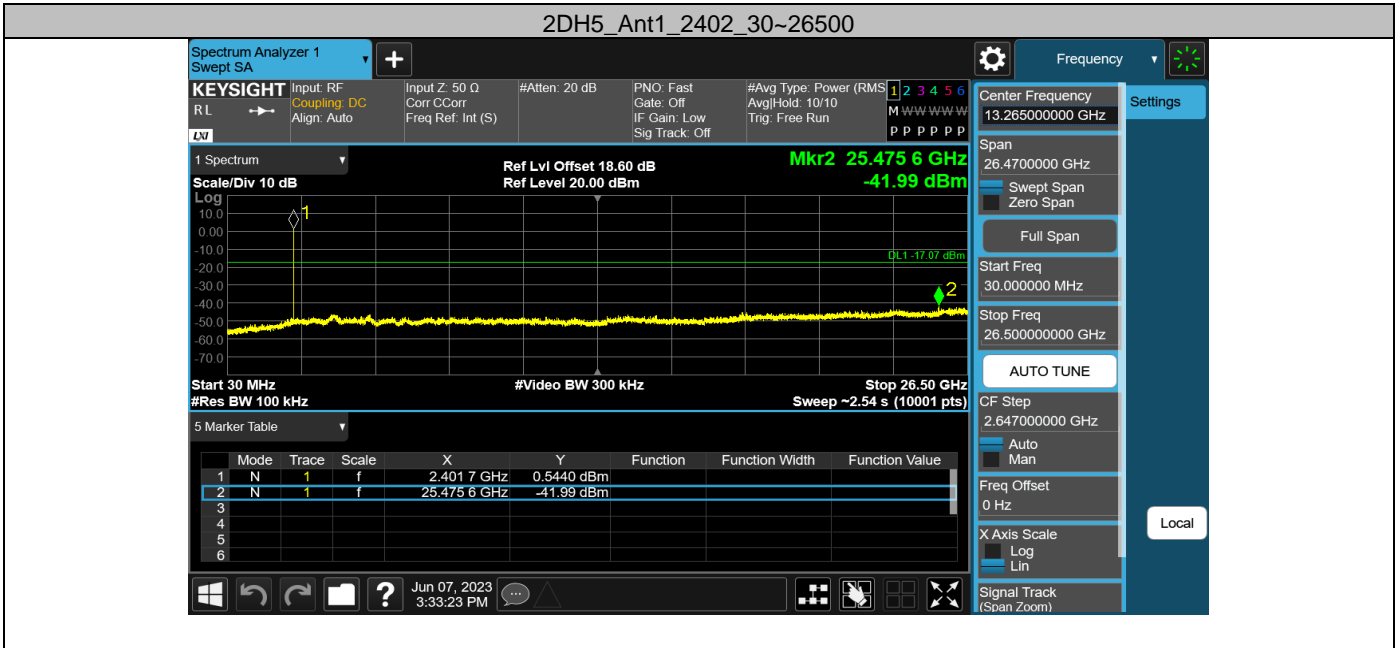 2DH5_Ant1_2402_30~26500
Spectrum Analyzer 1
Swept SA
Frequency
KEYSIGHT
R L
LXI
Input: RF
Coupling: DC
Align: Auto
Input Z: 50 Ω
Corr CCorr
Freq Ref: Int (S)
#Atten: 20 dB
PNO: Fast
Gate: Off
IF Gain: Low
Sig Track: Off
#Avg Type: Power (RMS
Avg|Hold: 10/10
Trig: Free Run
1 2 3 4 5 6
M W W W W W
P P P P P P
1 Spectrum
Scale/Div 10 dB
Ref Lvl Offset 18.60 dB
Ref Level 20.00 dBm
Mkr2 25.475 6 GHz
-41.99 dBm
Log
10.0
0.00
-10.0
-20.0
-30.0
-40.0
-50.0
-60.0
-70.0
1
DL1 -17.07 dBm
2
Start 30 MHz
#Video BW 300 kHz
Stop 26.50 GHz
#Res BW 100 kHz
Sweep ~2.54 s (10001 pts)
5 Marker Table
Mode Trace Scale X Y Function Function Width Function Value
1 N 1 f 2.401 7 GHz 0.5440 dBm
2 N 1 f 25.475 6 GHz -41.99 dBm
3
4
5
6
Jun 07, 2023
3:33:23 PM
Center Frequency
13.265000000 GHz
Settings
Span
26.4700000 GHz
Swept Span
Zero Span
Full Span
Start Freq
30.000000 MHz
Stop Freq
26.500000000 GHz
AUTO TUNE
CF Step
2.647000000 GHz
Auto
Man
Freq Offset
0 Hz
Local
X Axis Scale
Log
Lin
Signal Track
(Span Zoom)